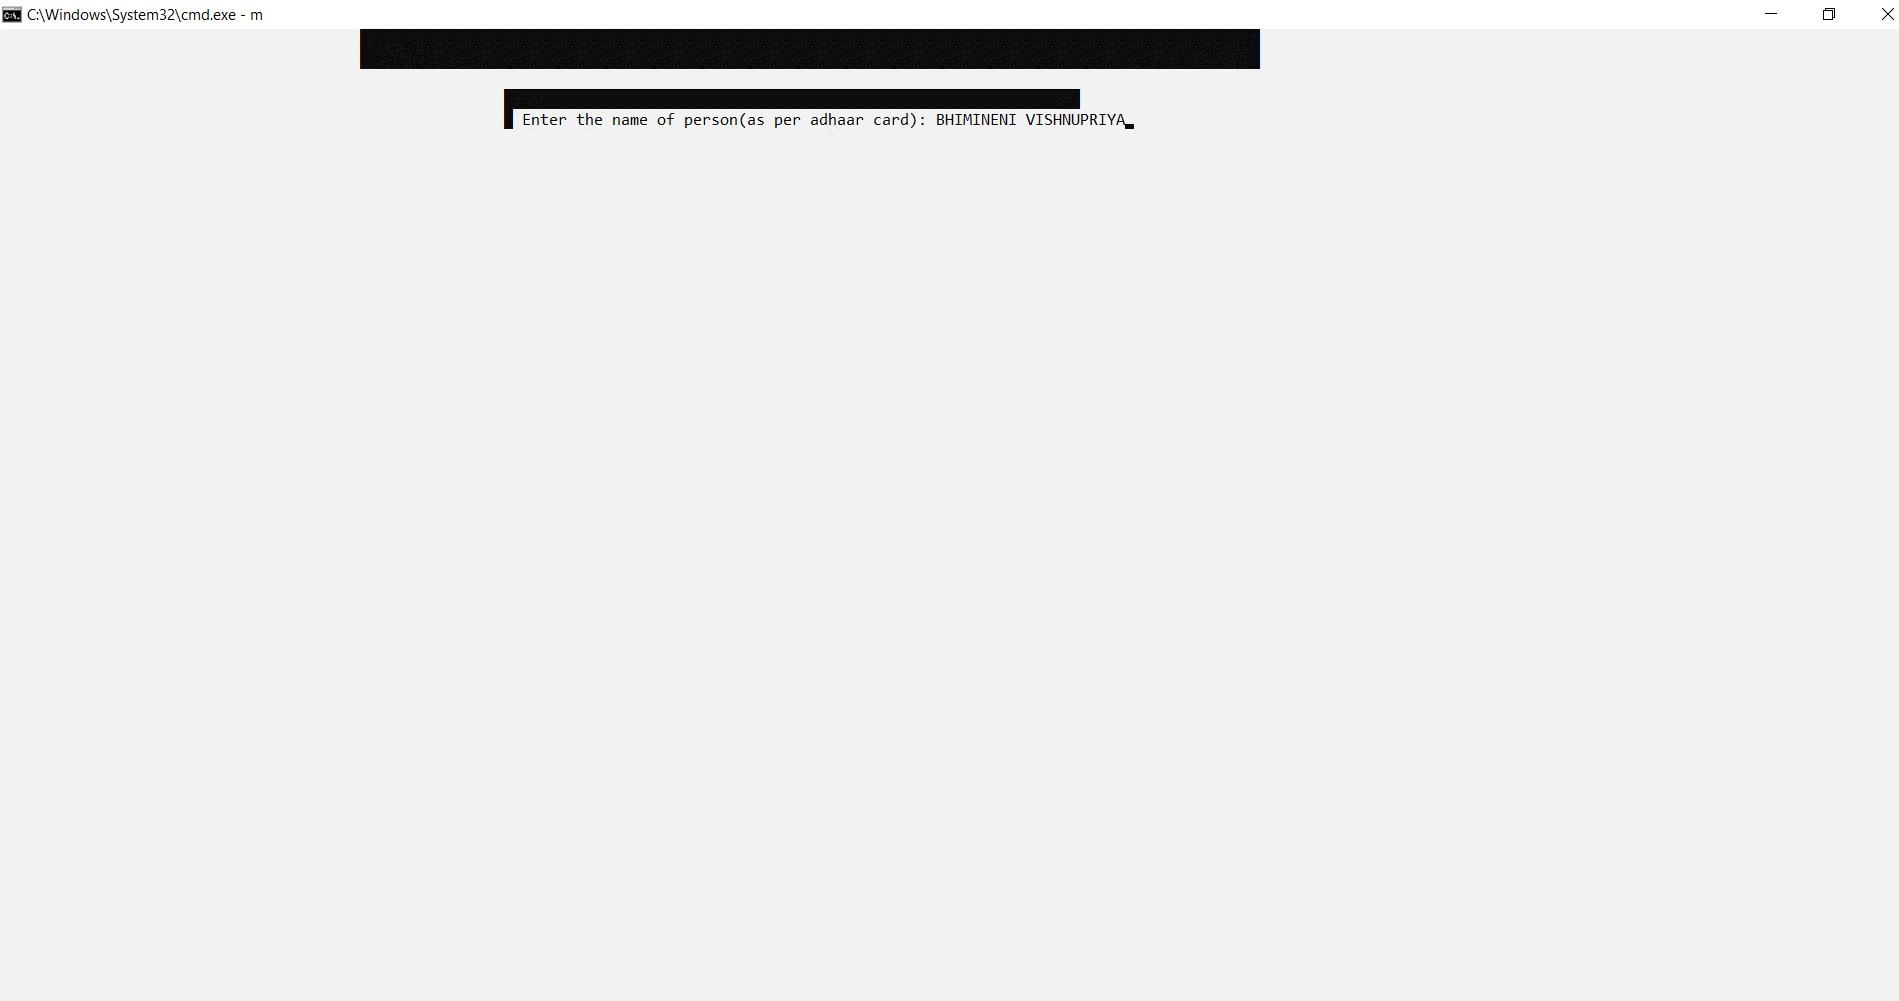 C:\Windows\System32\cmd.exe - m
Enter the name of person(as per adhaar card): BHIMINENI VISHNUPRIYA